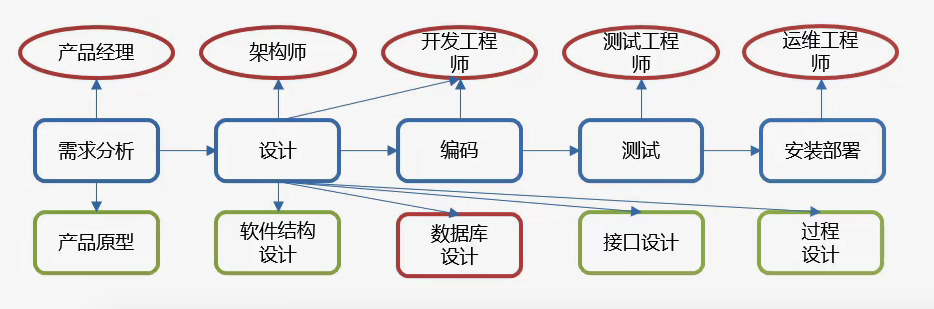 产品经理
架构师
开发工程
师
测试工程
师
运维工程
师
需求分析
设计
编码
测试
安装部署
产品原型
软件结构
设计
数据库
设计
接口设计
过程
设计